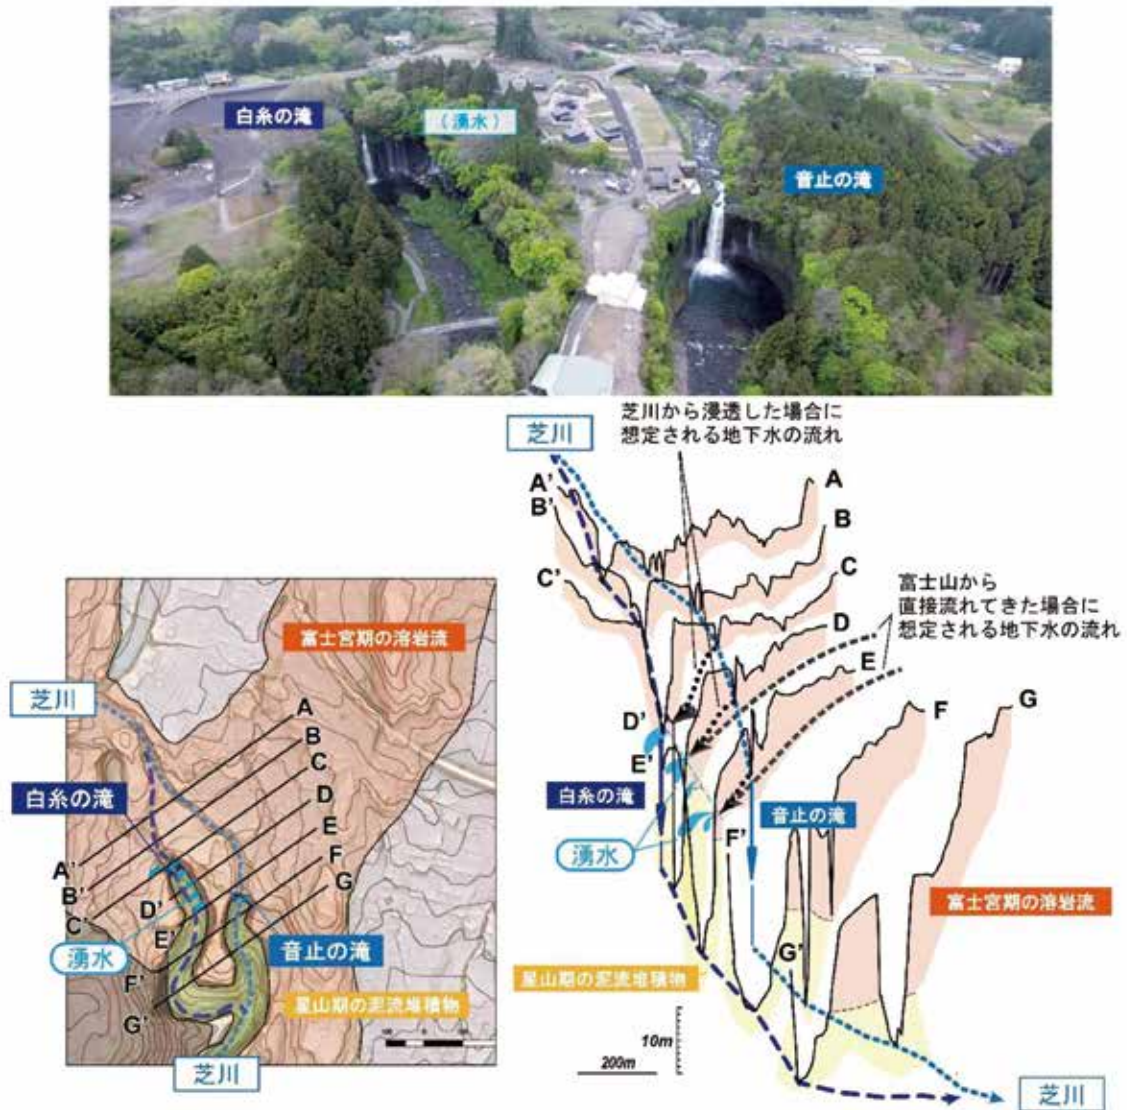 白糸の滝
(湧水)
音止の滝
芝川
芝川から浸透した場合に
想定される地下水の流れ
A'
B'
C'
A
B
C
D
E
富士山から
直接流れてきた場合に
想定される地下水の流れ
F
G
D'
E'
白糸の滝
湧水
F'
音止の滝
富士宮期の溶岩流
G'
星山期の泥流堆積物
10m
200m
芝川
富士宮期の溶岩流
芝川
白糸の滝
A
B
C
D
E
F
G
A'
B'
C'
D'
E'
湧水
F'
G'
音止の滝
星山期の泥流堆積物
芝川